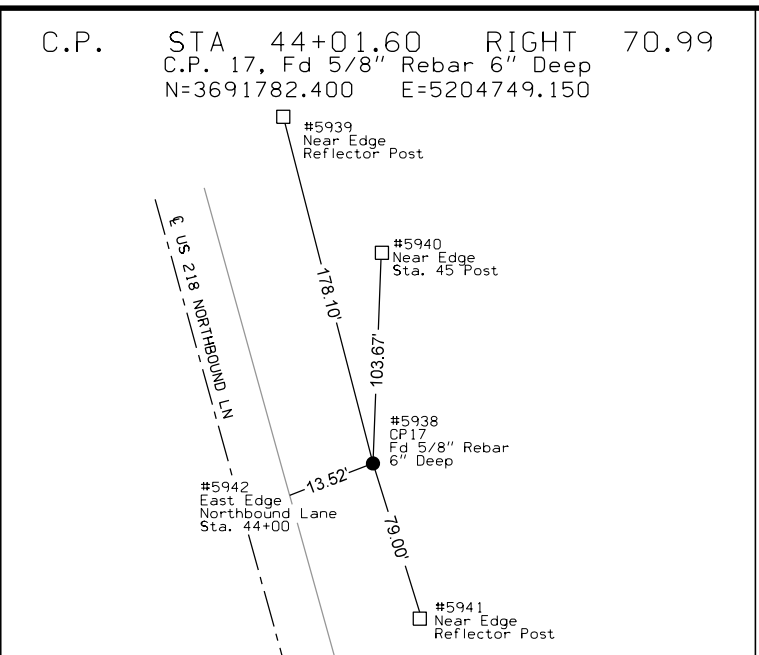 C.P. STA 44+01.60 RIGHT 70.99
C.P. 17, Fd 5/8" Rebar 6" Deep
N=3691782.400 E=5204749.150
#5939
Near Edge
Reflector Post
#5940
Near Edge
Sta. 45 Post
℄ US 218 NORTHBOUND LN
178.10'
103.67'
#5938
CP17
Fd 5/8" Rebar
6" Deep
13.52'
#5942
East Edge
Northbound Lane
Sta. 44+00
79.00'
#5941
Near Edge
Reflector Post